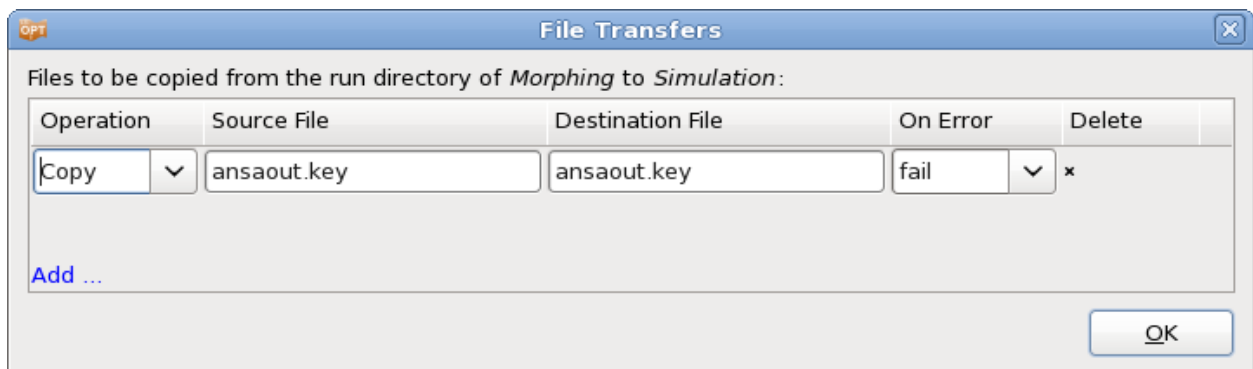 OPT File Transfers
Files to be copied from the run directory of Morphing to Simulation:
Operation Source File Destination File On Error Delete
Copy ansaout.key ansaout.key fail
Add ...
OK